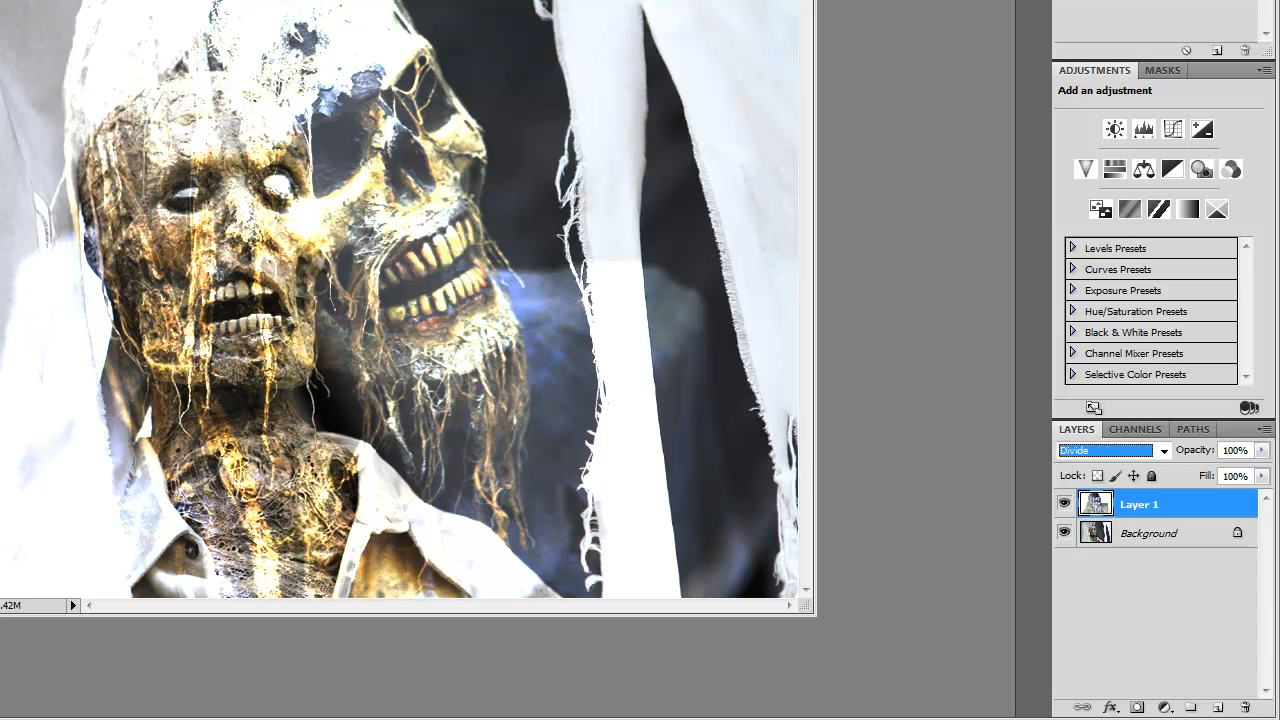 ADJUSTMENTS MASKS
Add an adjustment
Levels Presets
Curves Presets
Exposure Presets
Hue/Saturation Presets
Black & White Presets
Channel Mixer Presets
Selective Color Presets
LAYERS CHANNELS PATHS
Divide Opacity: 100%
Lock: Fill: 100%
Layer 1
Background
.42M